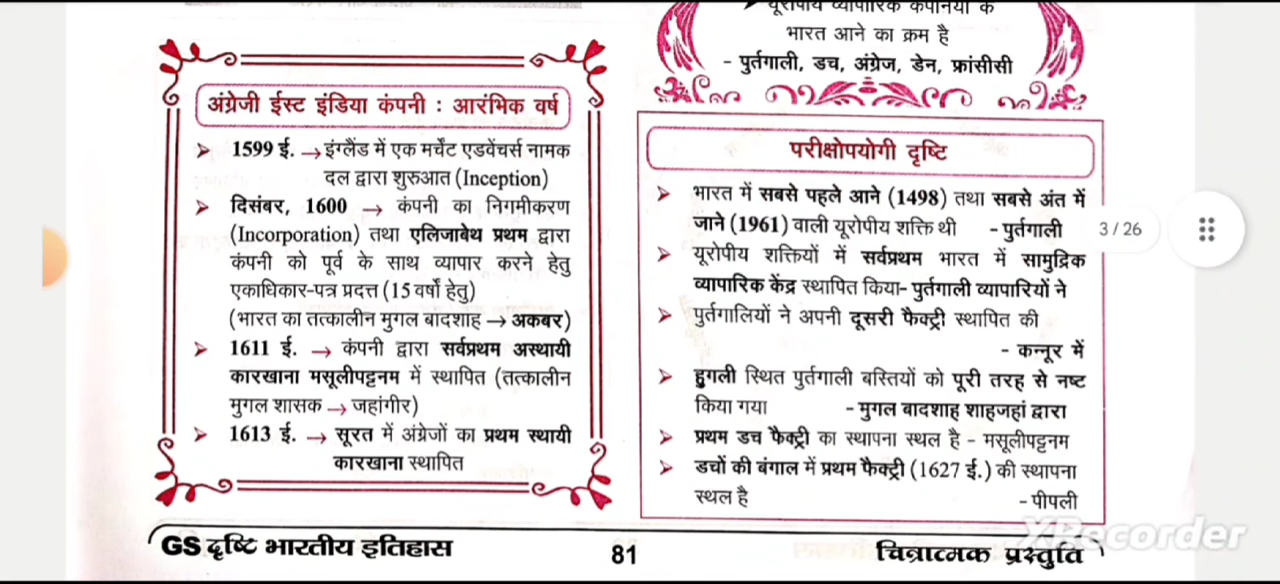 यूरोपीय व्यापारिक कंपनियों के
भारत आने का क्रम है
- पुर्तगाली, डच, अंग्रेज, डेन, फ्रांसीसी
अंग्रेजी ईस्ट इंडिया कंपनी : आरंभिक वर्ष
➢ 1599 ई. → इंग्लैंड में एक मर्चेंट एडवेंचर्स नामक
दल द्वारा शुरुआत (Inception)
➢ दिसंबर, 1600 → कंपनी का निगमीकरण
(Incorporation) तथा एलिजाबेथ प्रथम द्वारा
कंपनी को पूर्व के साथ व्यापार करने हेतु
एकाधिकार-पत्र प्रदत्त (15 वर्षों हेतु)
(भारत का तत्कालीन मुगल बादशाह → अकबर)
➢ 1611 ई. → कंपनी द्वारा सर्वप्रथम अस्थायी
कारखाना मसूलीपट्टनम में स्थापित (तत्कालीन
मुगल शासक → जहांगीर)
➢ 1613 ई. → सूरत में अंग्रेजों का प्रथम स्थायी
कारखाना स्थापित
परीक्षोपयोगी दृष्टि
➢ भारत में सबसे पहले आने (1498) तथा सबसे अंत में
जाने (1961) वाली यूरोपीय शक्ति थी - पुर्तगाली
➢ यूरोपीय शक्तियों में सर्वप्रथम भारत में सामुद्रिक
व्यापारिक केंद्र स्थापित किया- पुर्तगाली व्यापारियों ने
➢ पुर्तगालियों ने अपनी दूसरी फैक्ट्री स्थापित की
- कन्नूर में
➢ हुगली स्थित पुर्तगाली बस्तियों को पूरी तरह से नष्ट
किया गया - मुगल बादशाह शाहजहां द्वारा
➢ प्रथम डच फैक्ट्री का स्थापना स्थल है - मसूलीपट्टनम
➢ डचों की बंगाल में प्रथम फैक्ट्री (1627 ई.) की स्थापना
स्थल है - पीपली
3 / 26
XRecorder
GS दृष्टि भारतीय इतिहास 81 चित्रात्मक प्रस्तुति